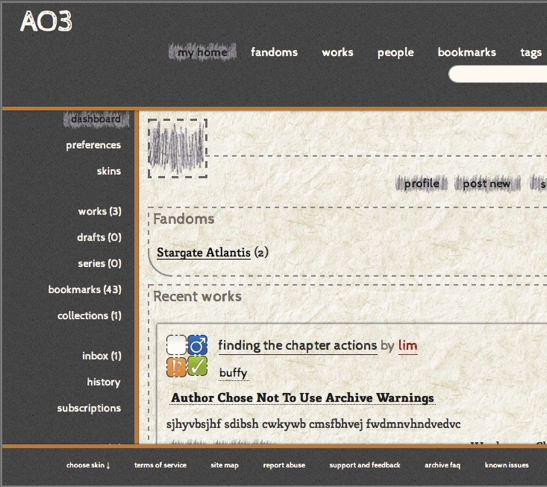 AO3
my home fandoms works people bookmarks tags
dashboard
preferences
skins
works (3)
drafts (0)
series (0)
bookmarks (43)
collections (1)
inbox (1)
history
subscriptions
profile post new
Fandoms
Stargate Atlantis (2)
Recent works
finding the chapter actions by lim
buffy
Author Chose Not To Use Archive Warnings
sjhyvbsjhf sdibsh cwkywb cmsfbhvej fwdmnvhndvedvc
choose skin ↓ terms of service site map report abuse support and feedback archive faq known issues